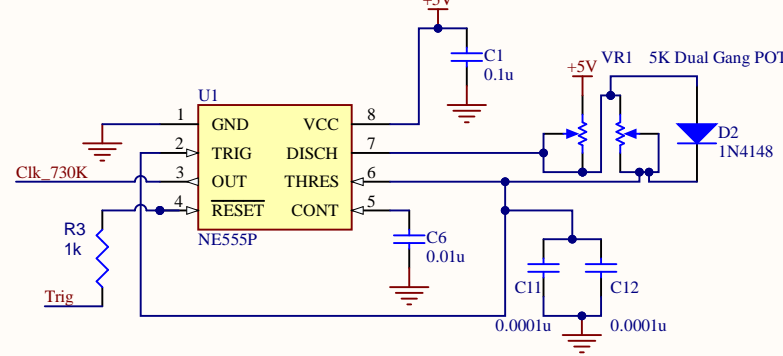 +5V
C1
0.1u
VR1 5K Dual Gang POT
+5V
U1
1 GND VCC 8
2 TRIG DISCH 7
3 OUT THRES 6
4 RESET CONT 5
NE555P
Clk_730K
R3
1k
Trig
C6
0.01u
D2
1N4148
C11 C12
0.0001u 0.0001u